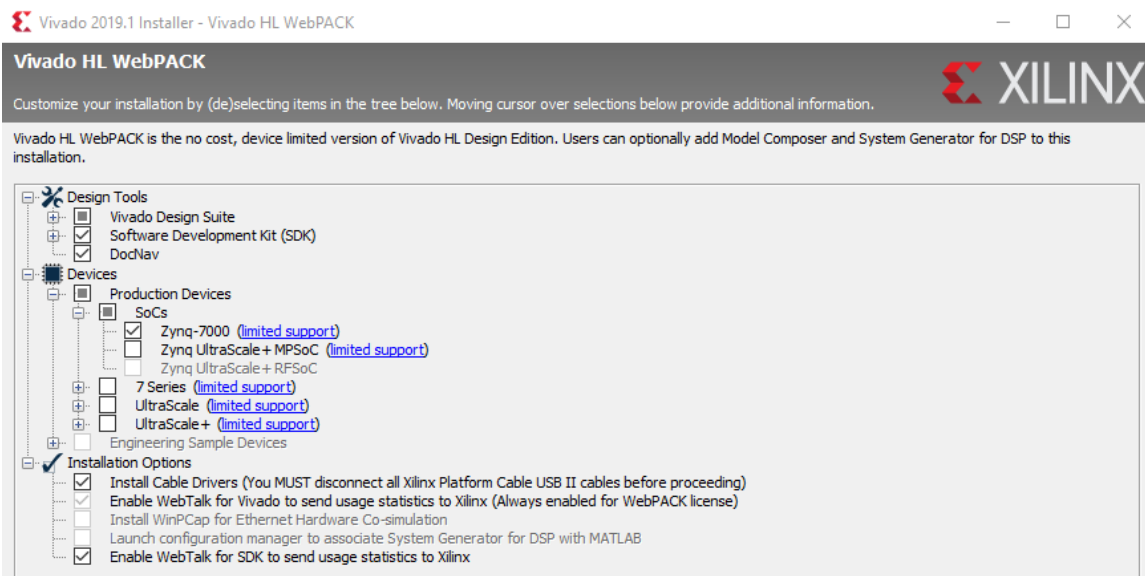 Vivado 2019.1 Installer - Vivado HL WebPACK
Vivado HL WebPACK
XILINX
Customize your installation by (de)selecting items in the tree below. Moving cursor over selections below provide additional information.
Vivado HL WebPACK is the no cost, device limited version of Vivado HL Design Edition. Users can optionally add Model Composer and System Generator for DSP to this
installation.
Design Tools
Vivado Design Suite
Software Development Kit (SDK)
DocNav
Devices
Production Devices
SoCs
Zynq-7000 (limited support)
Zynq UltraScale+ MPSoC (limited support)
Zynq UltraScale+ RFSoC
7 Series (limited support)
UltraScale (limited support)
UltraScale+ (limited support)
Engineering Sample Devices
Installation Options
Install Cable Drivers (You MUST disconnect all Xilinx Platform Cable USB II cables before proceeding)
Enable WebTalk for Vivado to send usage statistics to Xilinx (Always enabled for WebPACK license)
Install WinPCap for Ethernet Hardware Co-simulation
Launch configuration manager to associate System Generator for DSP with MATLAB
Enable WebTalk for SDK to send usage statistics to Xilinx